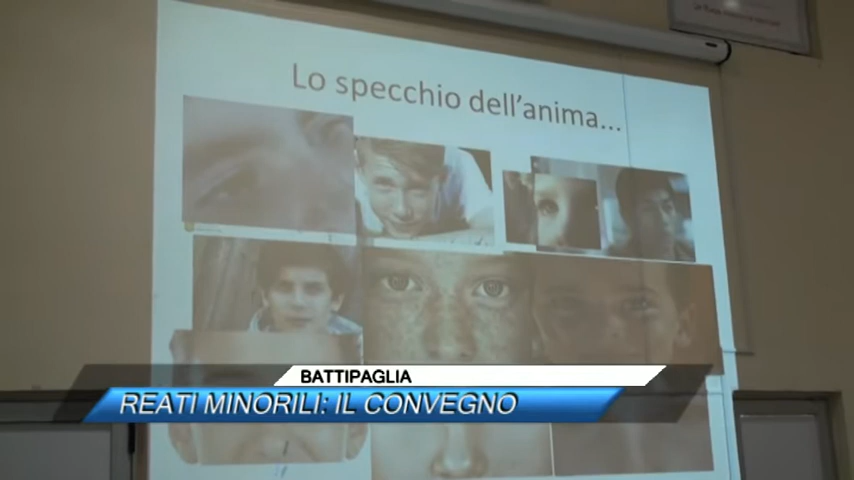 Lo specchio dell'anima...
BATTIPAGLIA
REATI MINORILI: IL CONVEGNO